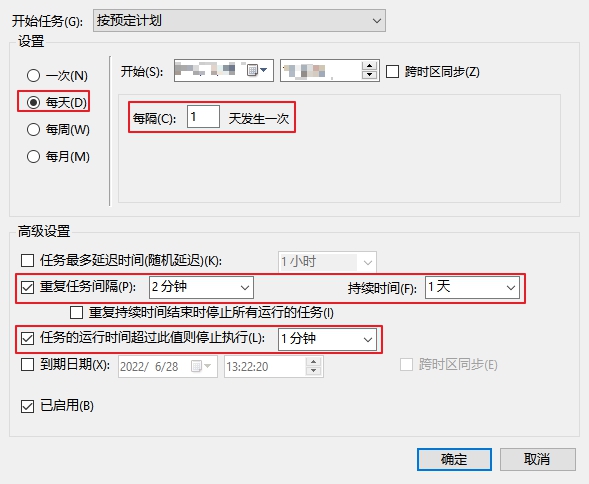 开始任务(G): 按预定计划
设置
一次(N)
每天(D)
每周(W)
每月(M)
开始(S): 跨时区同步(Z)
每隔(C): 1 天发生一次
高级设置
任务最多延迟时间(随机延迟)(K): 1 小时
重复任务间隔(P): 2 分钟 持续时间(F): 1 天
重复持续时间结束时停止所有运行的任务(I)
任务的运行时间超过此值则停止执行(L): 1 分钟
到期日期(X): 2022/ 6/28 13:22:20 跨时区同步(E)
已启用(B)
确定 取消